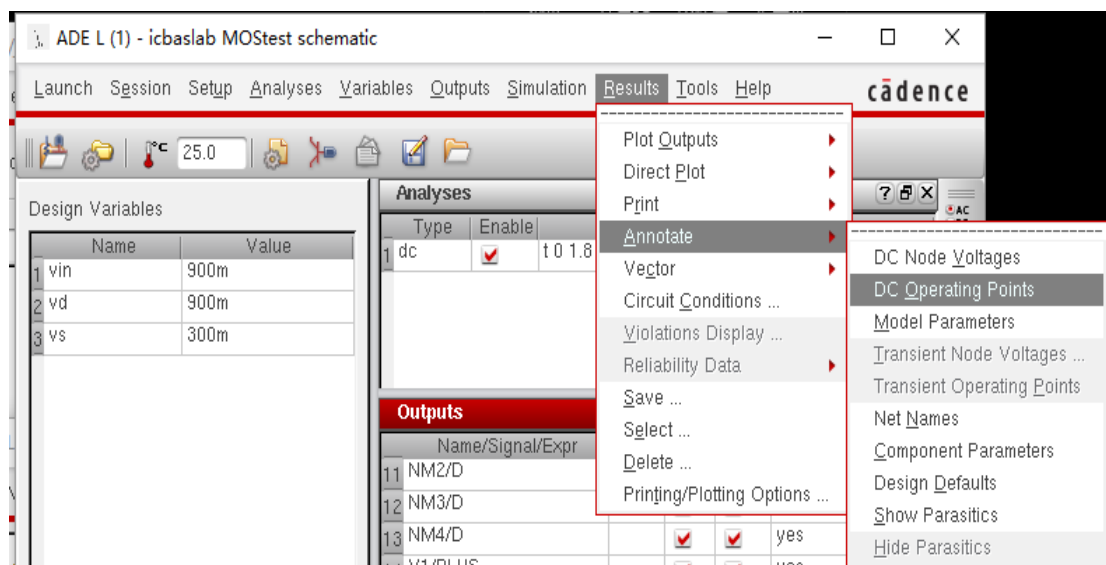 ADE L (1) - icbaslab MOStest schematic
Launch Session Setup Analyses Variables Outputs Simulation Results Tools Help cādence
°C 25.0
Design Variables
Name Value
1 vin 900m
2 vd 900m
3 vs 300m
Analyses
Type Enable
1 dc t 0 1.8
AC
Outputs
Name/Signal/Expr
11 NM2/D
12 NM3/D
13 NM4/D yes
Plot Outputs
Direct Plot
Print
Annotate
Vector
Circuit Conditions ...
Violations Display ...
Reliability Data
Save ...
Select ...
Delete ...
Printing/Plotting Options ...
DC Node Voltages
DC Operating Points
Model Parameters
Transient Node Voltages ...
Transient Operating Points
Net Names
Component Parameters
Design Defaults
Show Parasitics
Hide Parasitics